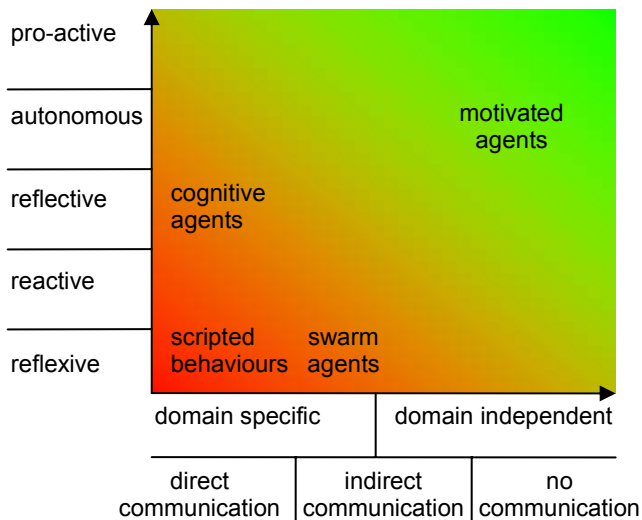 pro-active
autonomous
motivated
agents
reflective
cognitive
agents
reactive
reflexive
scripted
behaviours
swarm
agents
domain specific
domain independent
direct
communication
indirect
communication
no
communication